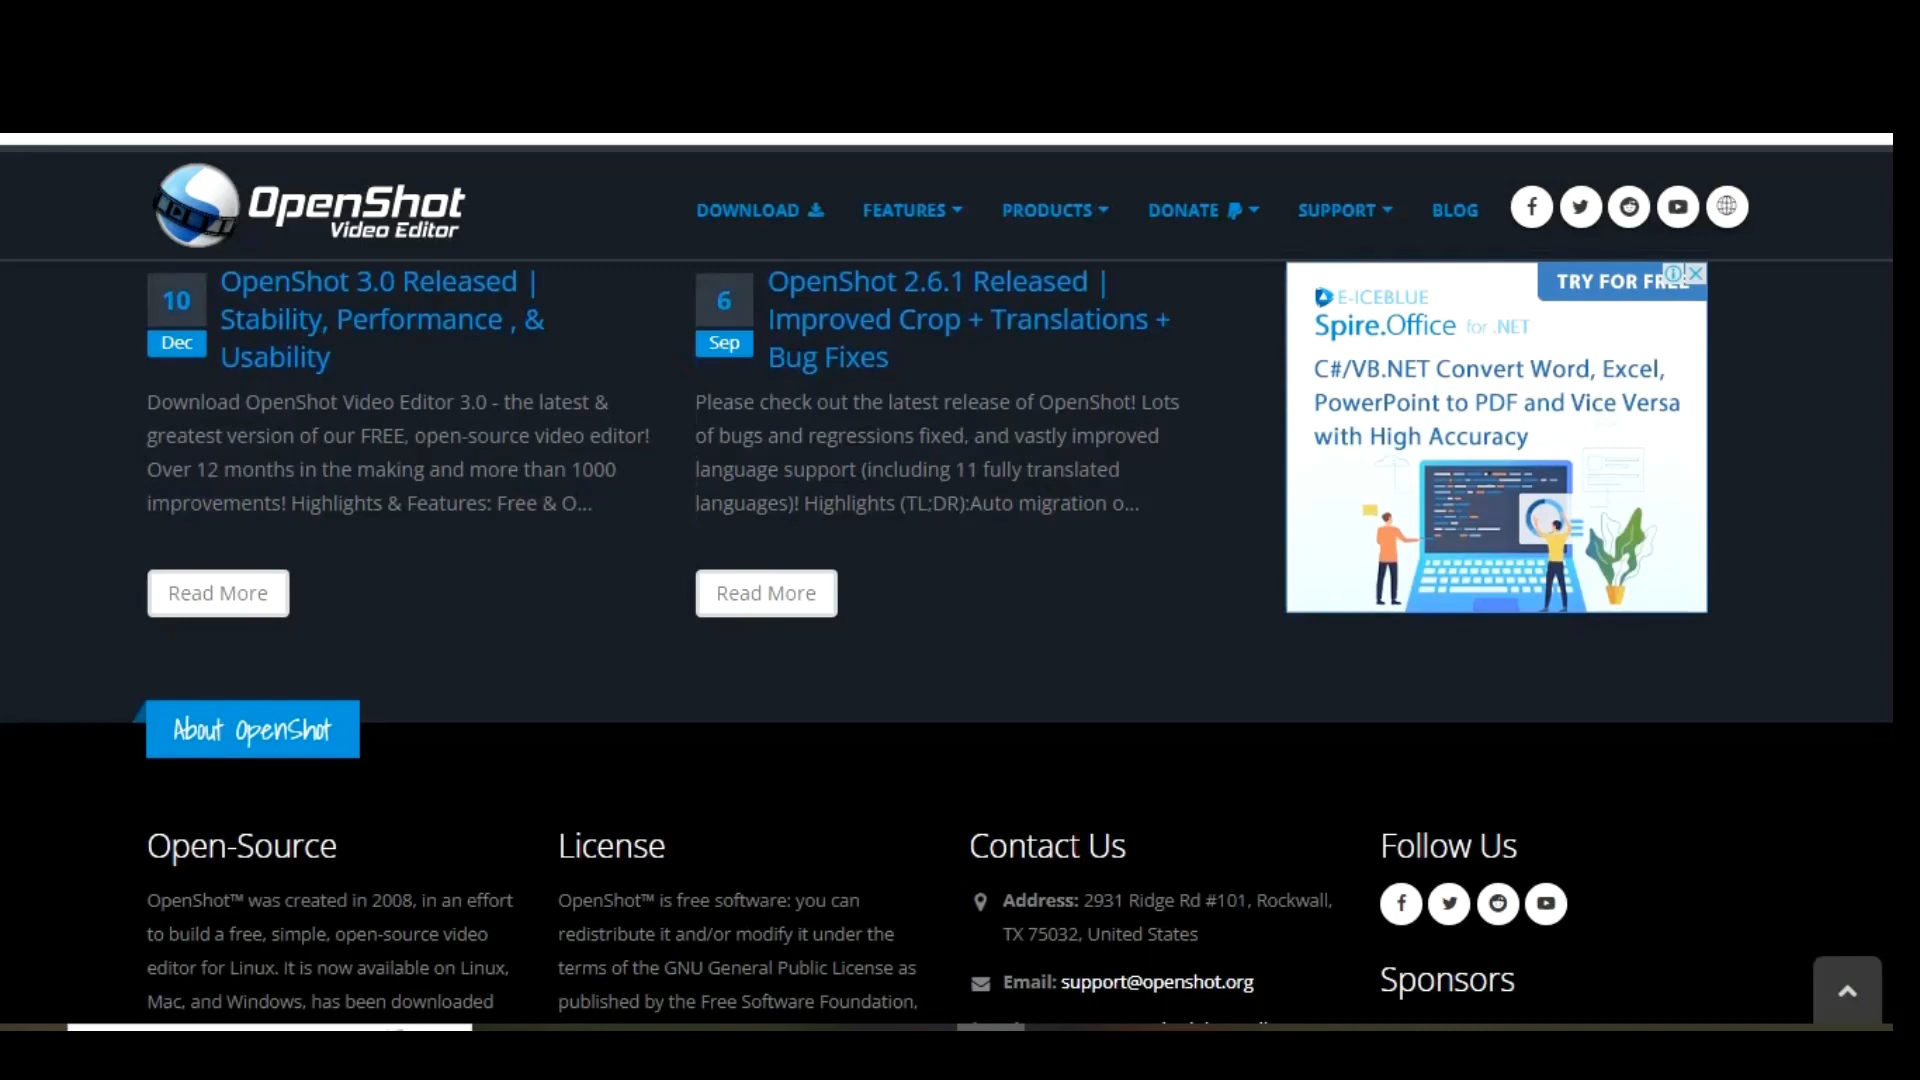 OpenShot
Video Editor
DOWNLOAD
FEATURES
PRODUCTS
DONATE
SUPPORT
BLOG
10
Dec
OpenShot 3.0 Released |
Stability, Performance , &
Usability
Download OpenShot Video Editor 3.0 - the latest &
greatest version of our FREE, open-source video editor!
Over 12 months in the making and more than 1000
improvements! Highlights & Features: Free & O...
Read More
6
Sep
OpenShot 2.6.1 Released |
Improved Crop + Translations +
Bug Fixes
Please check out the latest release of OpenShot! Lots
of bugs and regressions fixed, and vastly improved
language support (including 11 fully translated
languages)! Highlights (TL;DR):Auto migration o...
Read More
TRY FOR FREE
E-ICEBLUE
Spire.Office for .NET
C#/VB.NET Convert Word, Excel,
PowerPoint to PDF and Vice Versa
with High Accuracy
About OpenShot
Open-Source
OpenShot™ was created in 2008, in an effort
to build a free, simple, open-source video
editor for Linux. It is now available on Linux,
Mac, and Windows, has been downloaded
License
OpenShot™ is free software: you can
redistribute it and/or modify it under the
terms of the GNU General Public License as
published by the Free Software Foundation,
Contact Us
Address: 2931 Ridge Rd #101, Rockwall,
TX 75032, United States
Email: support@openshot.org
Follow Us
Sponsors